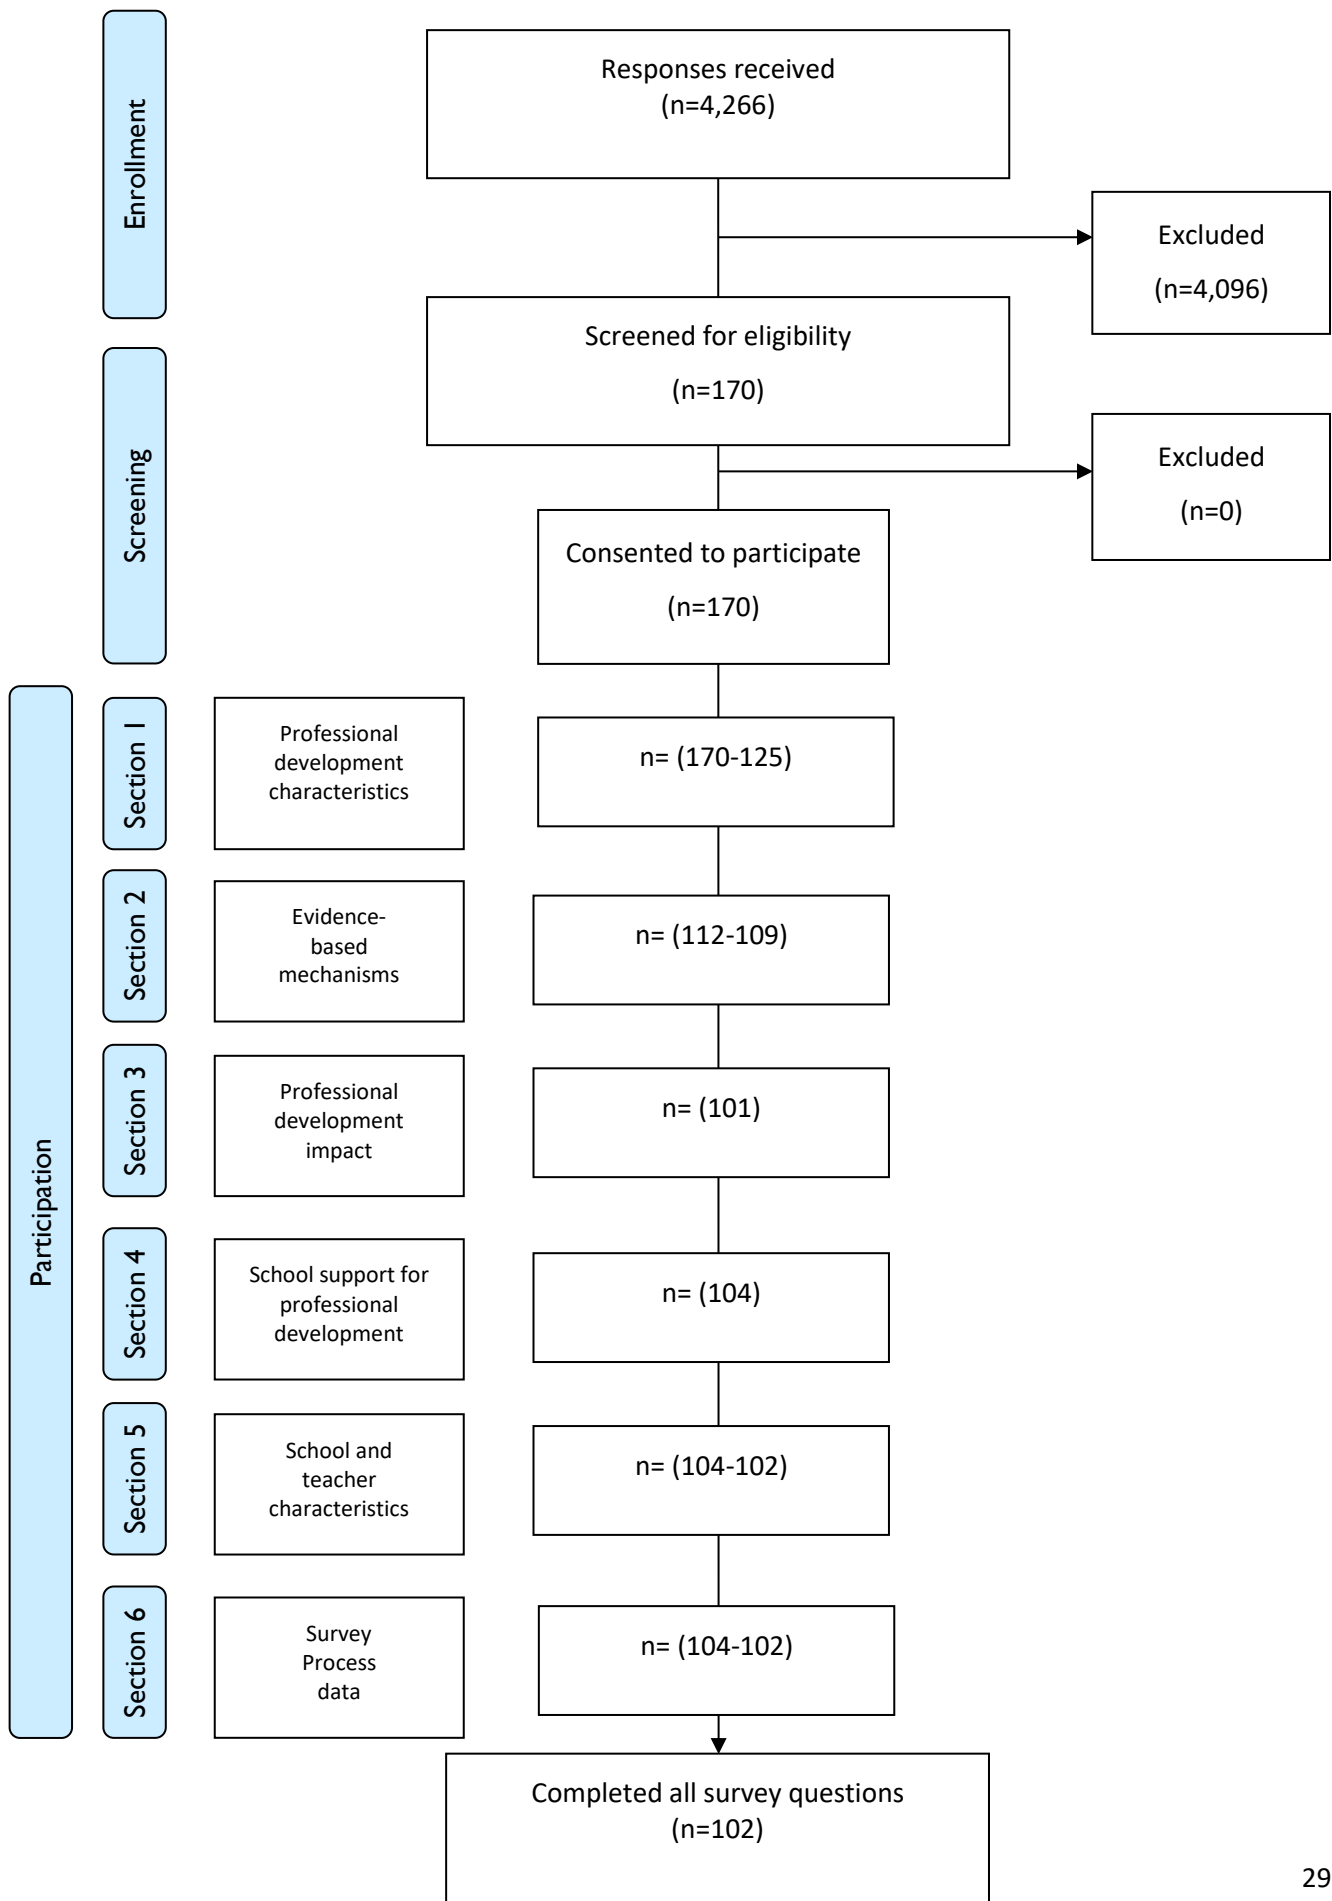 Enrollment
Responses received
(n=4,266)
Excluded
(n=4,096)
Screened for eligibility
(n=170)
Screening
Excluded
(n=0)
Consented to participate
(n=170)
Participation
Section 1
Professional
development
characteristics
n= (170-125)
Section 2
Evidence-
based
mechanisms
n= (112-109)
Section 3
Professional
development
impact
n= (101)
Section 4
School support for
professional
development
n= (104)
Section 5
School and
teacher
characteristics
n= (104-102)
Section 6
Survey
Process
data
n= (104-102)
Completed all survey questions
(n=102)
29